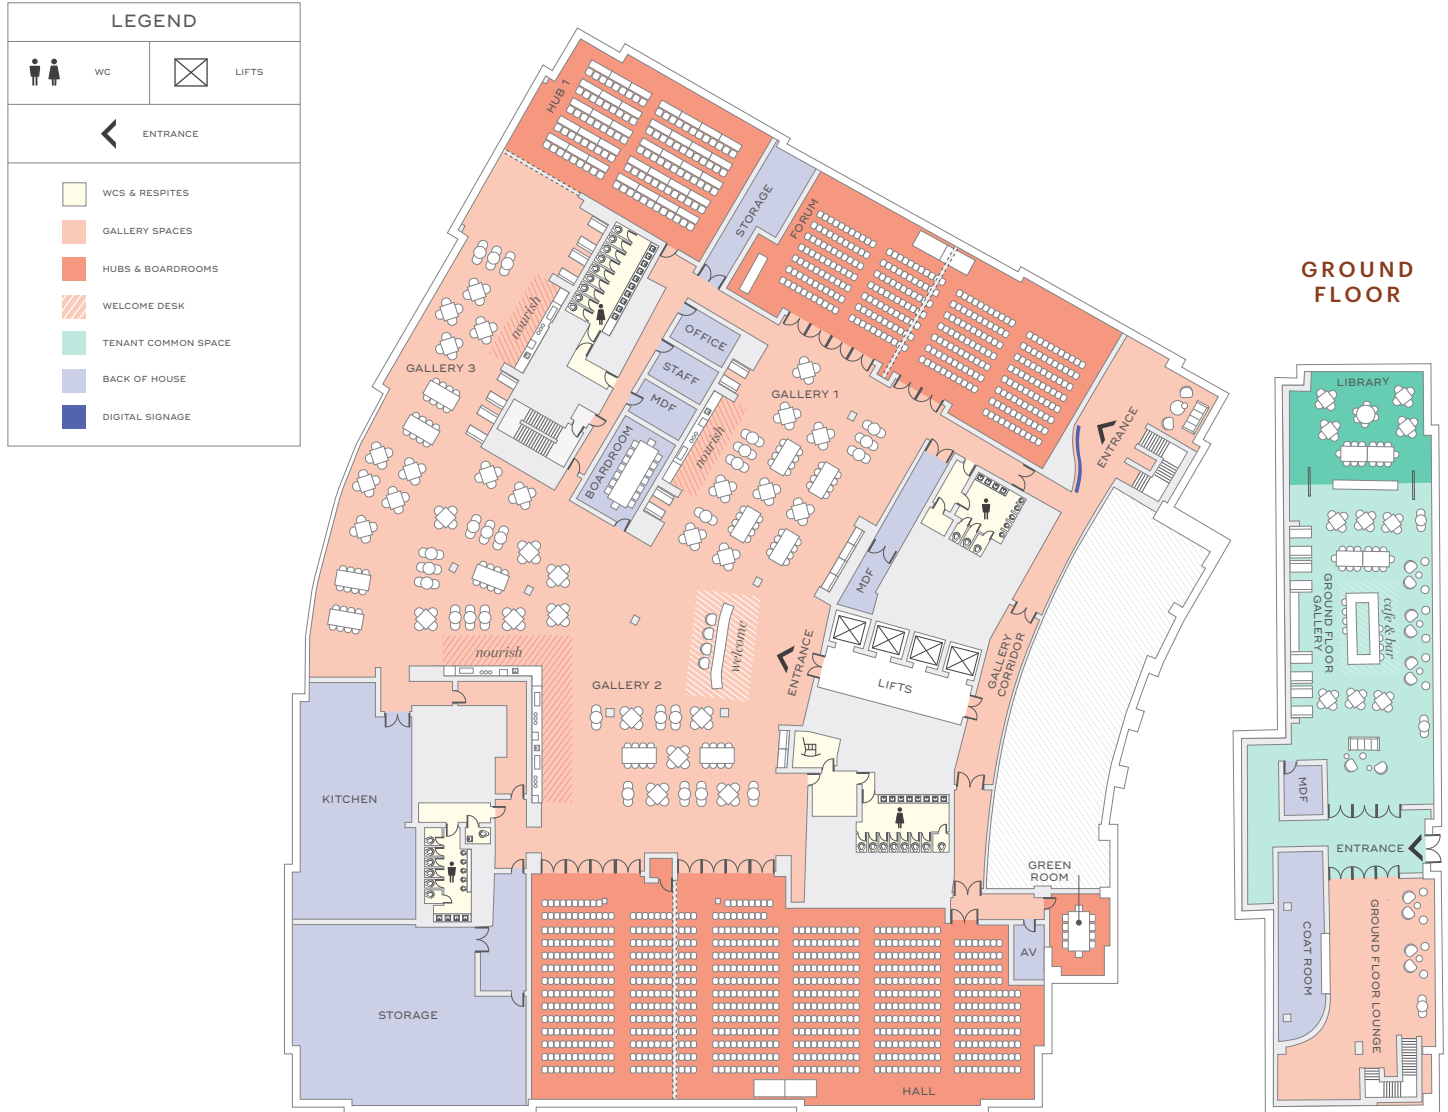 LEGEND
WC
LIFTS
ENTRANCE
WCS & RESPITES
GALLERY SPACES
HUBS & BOARDROOMS
WELCOME DESK
TENANT COMMON SPACE
BACK OF HOUSE
DIGITAL SIGNAGE
HUB 1
STORAGE
FORUM
nourish
OFFICE
STAFF
MDF
BOARDROOM
GALLERY 3
GALLERY 1
nourish
ENTRANCE
MDF
welcome
ENTRANCE
LIFTS
GALLERY
CORRIDOR
nourish
GALLERY 2
KITCHEN
STORAGE
GREEN
ROOM
AV
HALL
GROUND
FLOOR
LIBRARY
GROUND FLOOR
GALLERY
café & bar
MDF
ENTRANCE
COAT ROOM
GROUND FLOOR LOUNGE